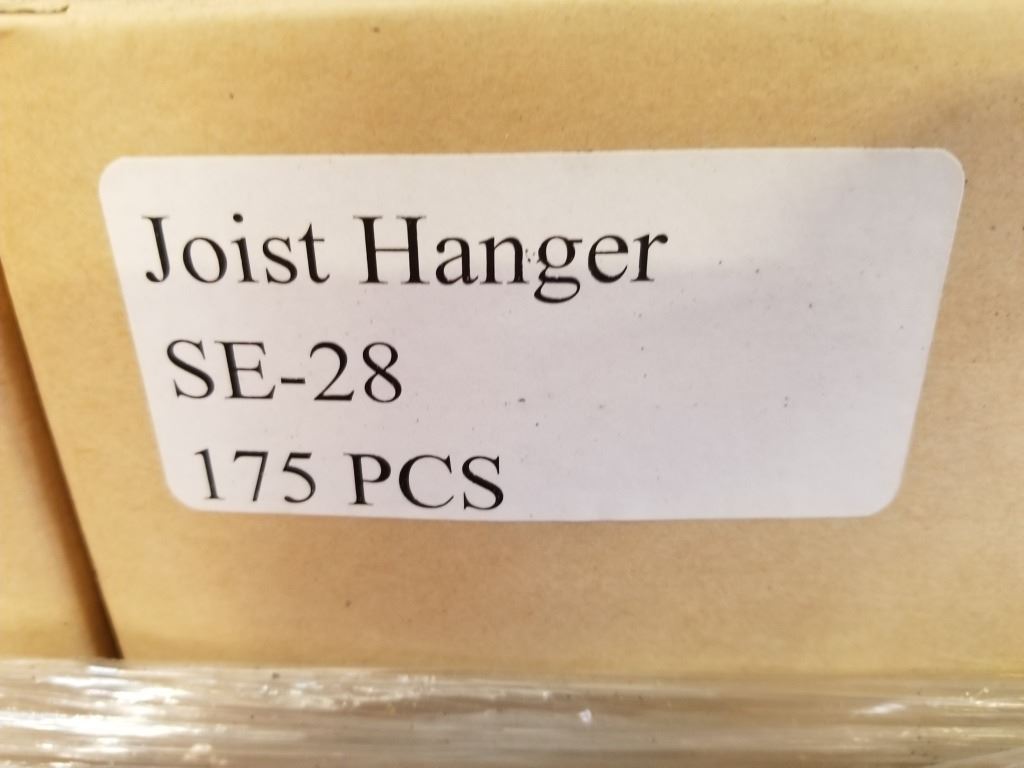 Joist Hanger
SE-28
175 PCS